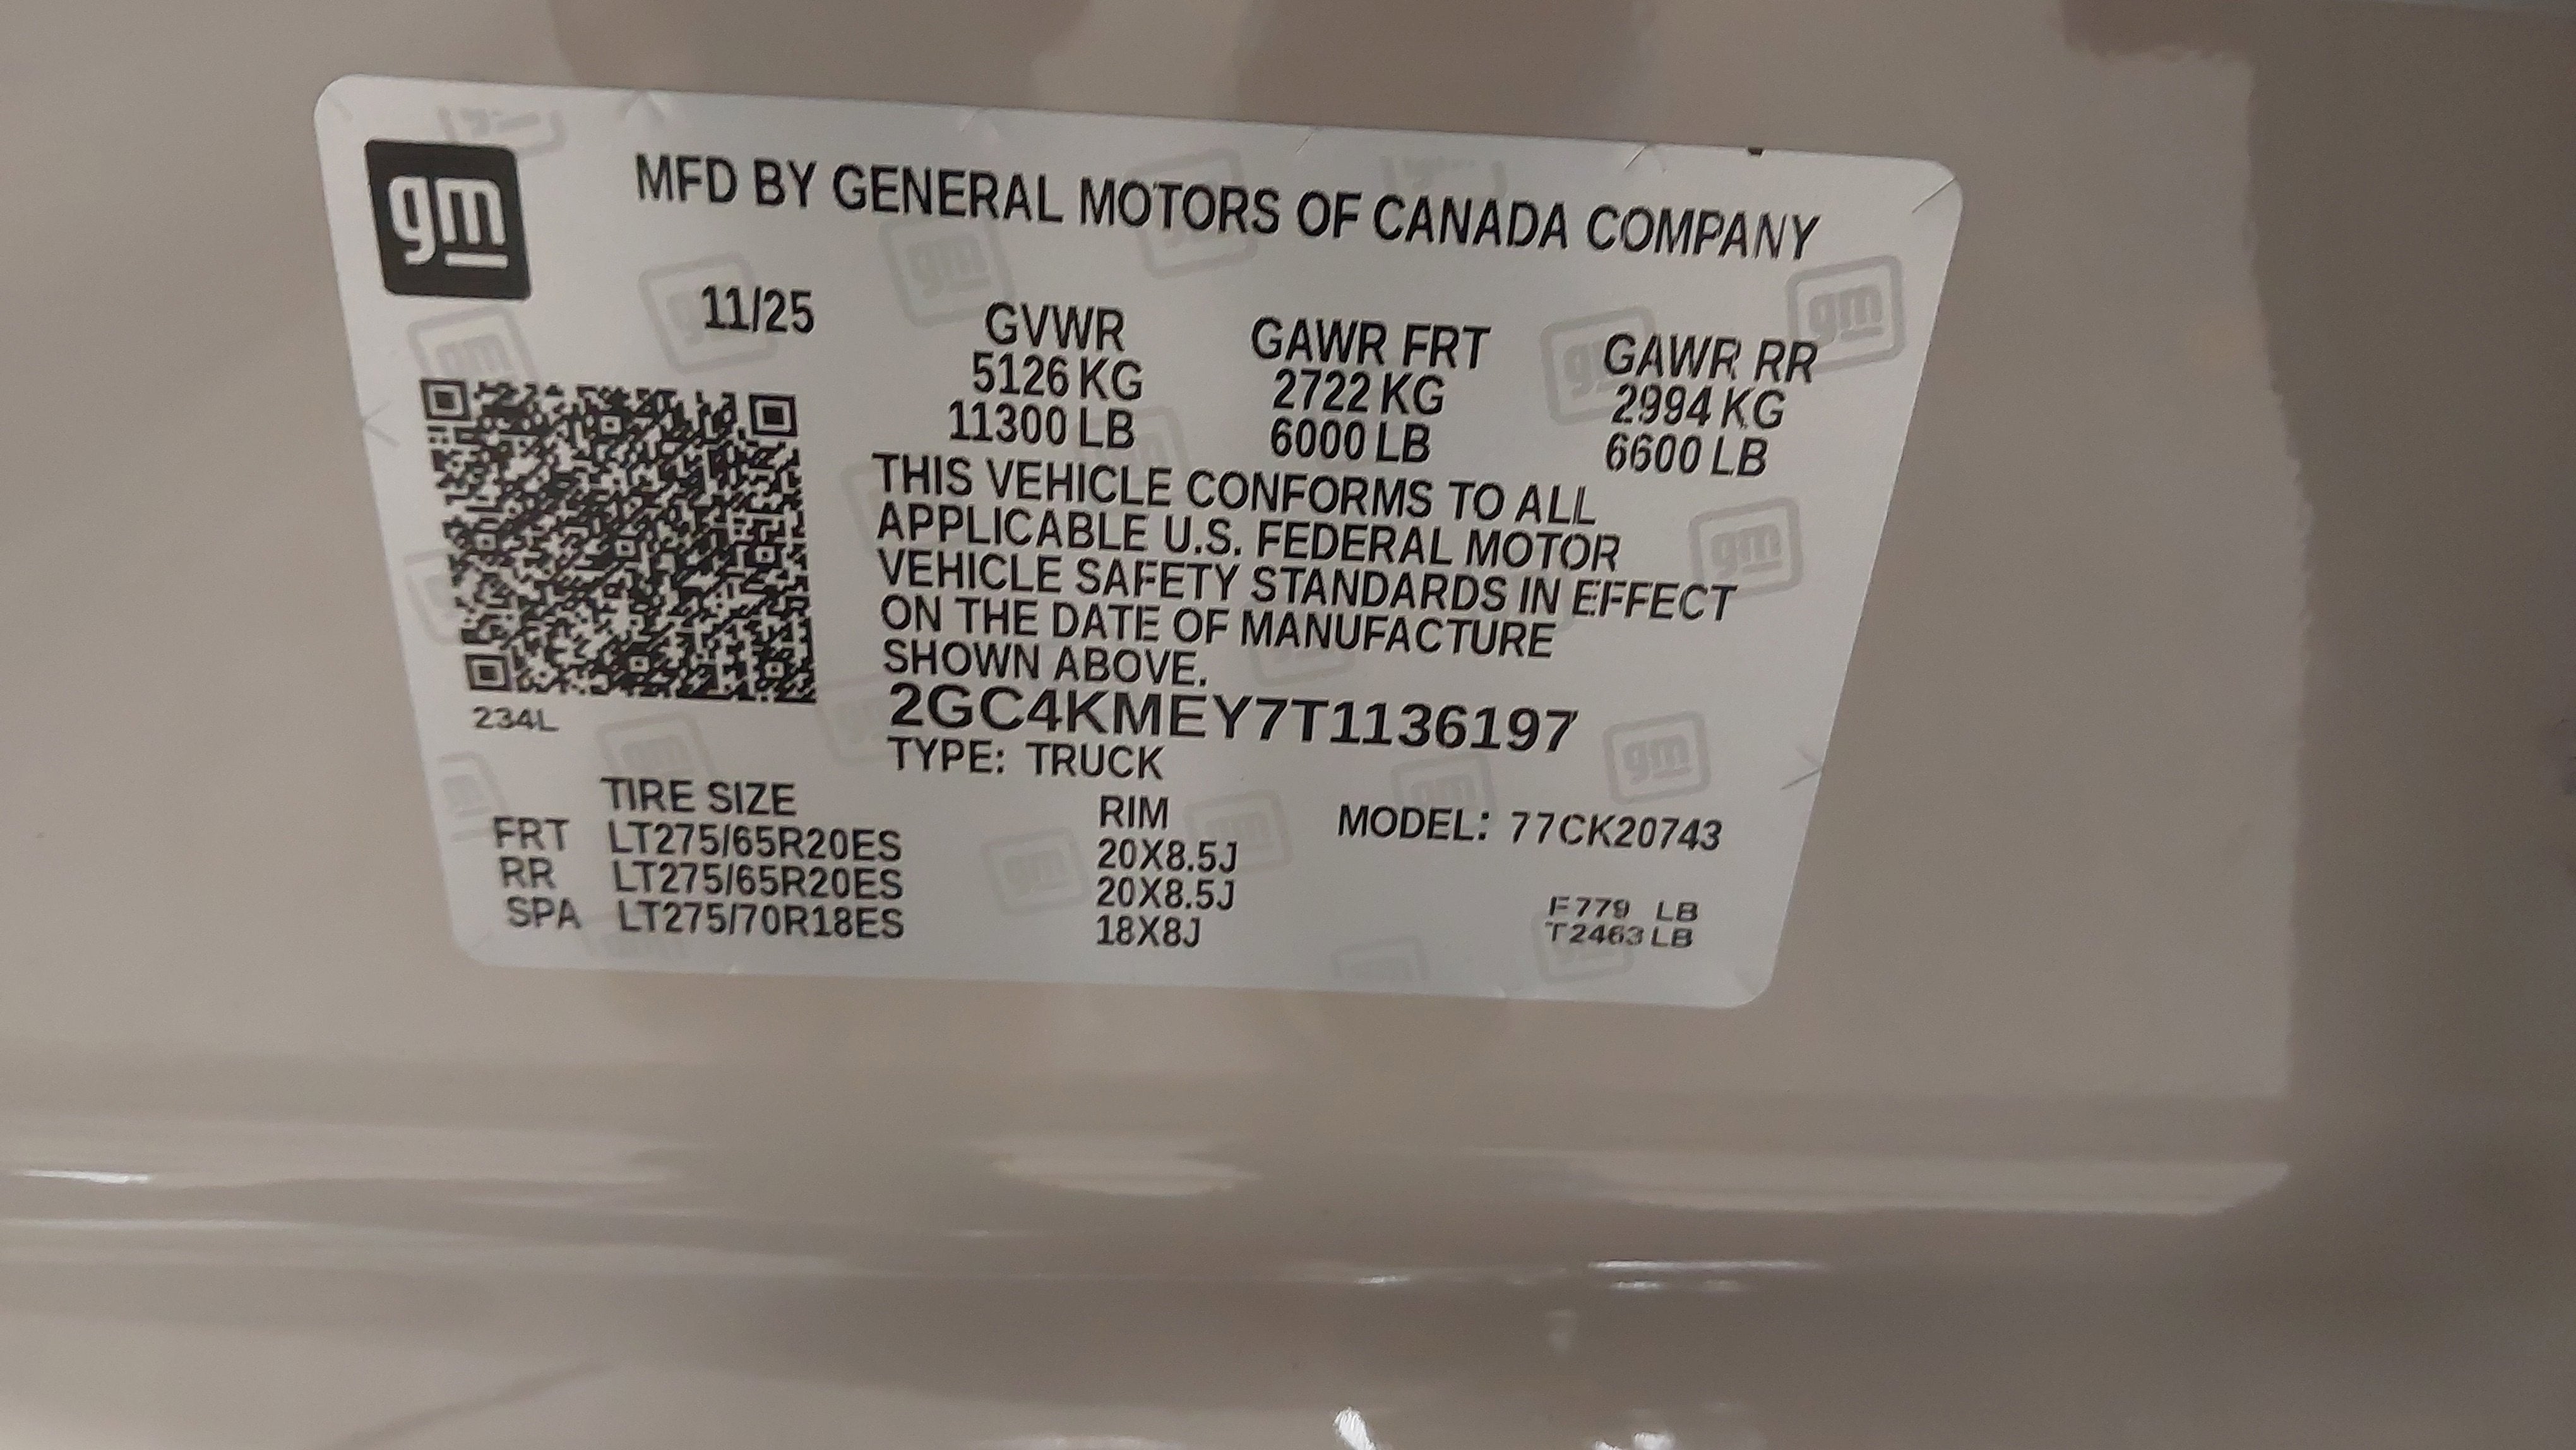 gm
MFD BY GENERAL MOTORS OF CANADA COMPANY
11/25
GVWR GAWR FRT GAWR RR
5126 KG 2722 KG 2994 KG
11300 LB 6000 LB 6600 LB
THIS VEHICLE CONFORMS TO ALL
APPLICABLE U.S. FEDERAL MOTOR
VEHICLE SAFETY STANDARDS IN EFFECT
ON THE DATE OF MANUFACTURE
SHOWN ABOVE.
234L
2GC4KMEY7T1136197
TYPE: TRUCK
TIRE SIZE RIM MODEL: 77CK20743
FRT LT275/65R20ES 20X8.5J
RR LT275/65R20ES 20X8.5J
SPA LT275/70R18ES 18X8J
F779 LB
T2463 LB